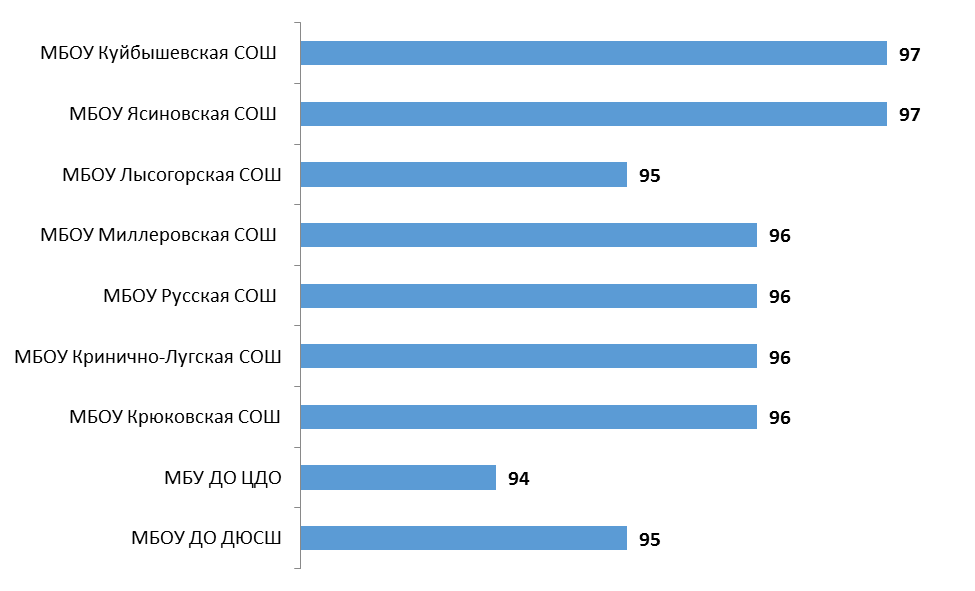 МБОУ Куйбышевская СОШ 97
МБОУ Ясиновская СОШ 97
МБОУ Лысогорская СОШ 95
МБОУ Миллеровская СОШ 96
МБОУ Русская СОШ 96
МБОУ Кринично-Лугская СОШ 96
МБОУ Крюковская СОШ 96
МБУ ДО ЦДО 94
МБОУ ДО ДЮСШ 95